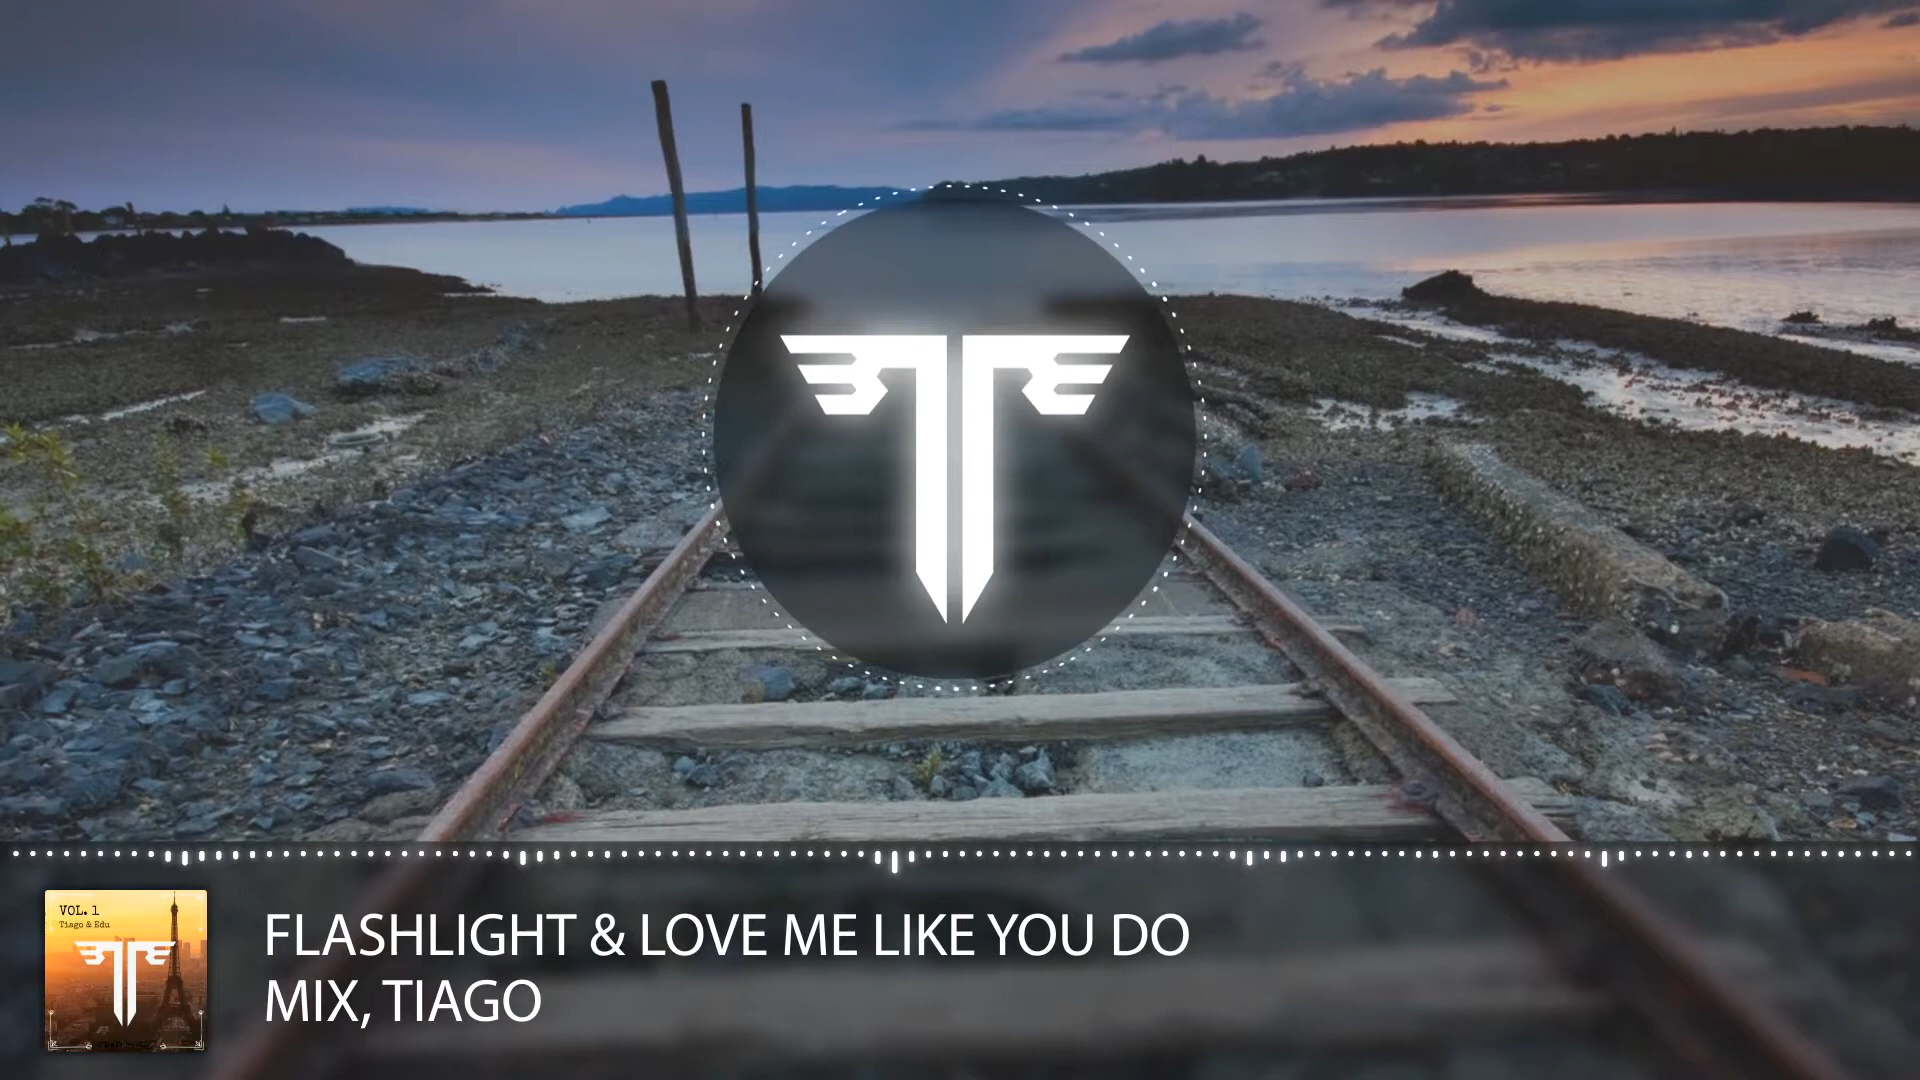 VOL. 1
Tiago & Edu
FLASHLIGHT & LOVE ME LIKE YOU DO
MIX, TIAGO